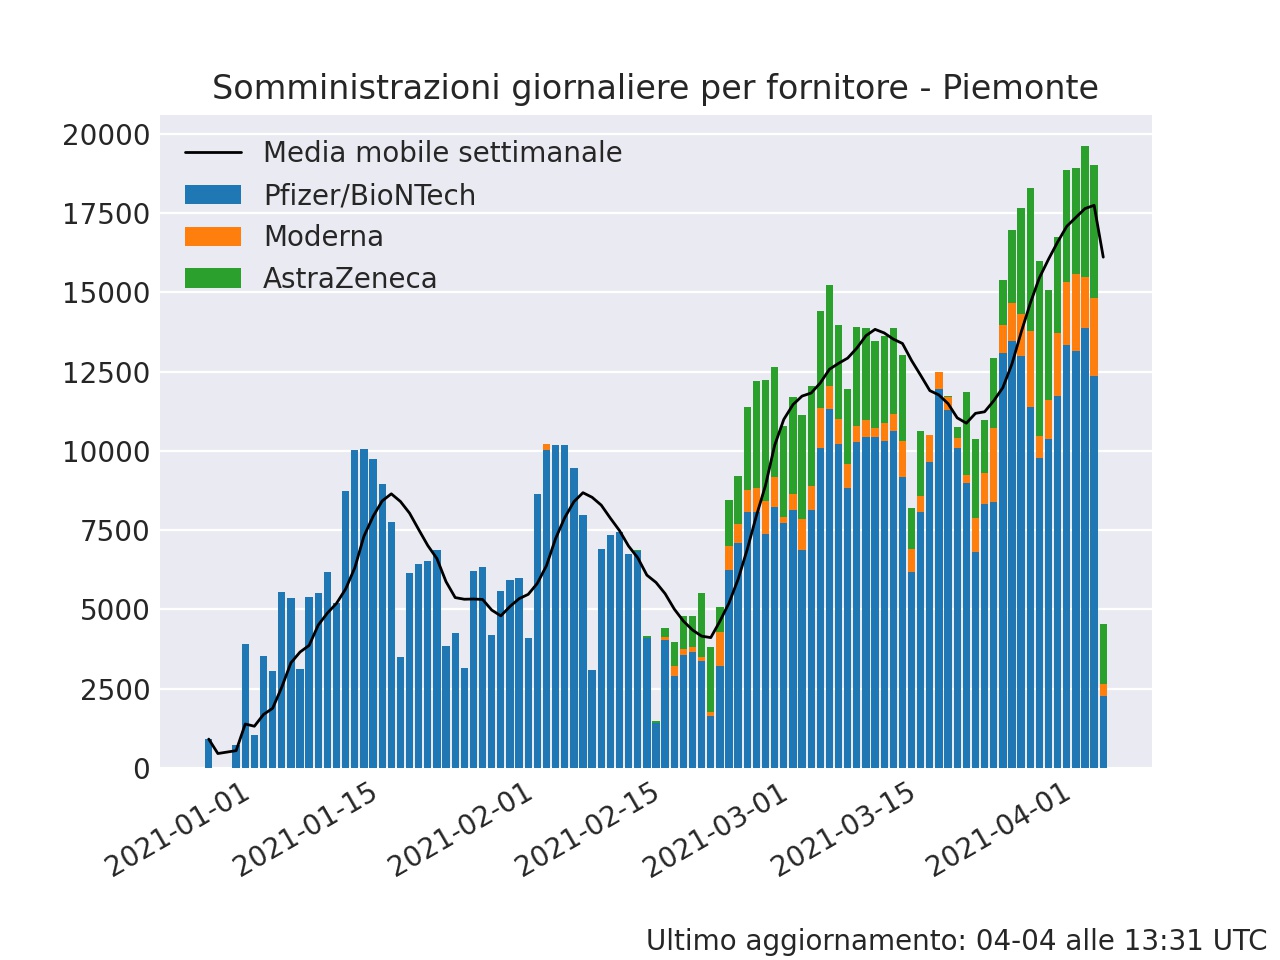 Somministrazioni giornaliere per fornitore - Piemonte
20000
17500
15000
12500
10000
7500
5000
2500
0
Media mobile settimanale
Pfizer/BioNTech
Moderna
AstraZeneca
2021-01-01
2021-01-15
2021-02-01
2021-02-15
2021-03-01
2021-03-15
2021-04-01
Ultimo aggiornamento: 04-04 alle 13:31 UTC